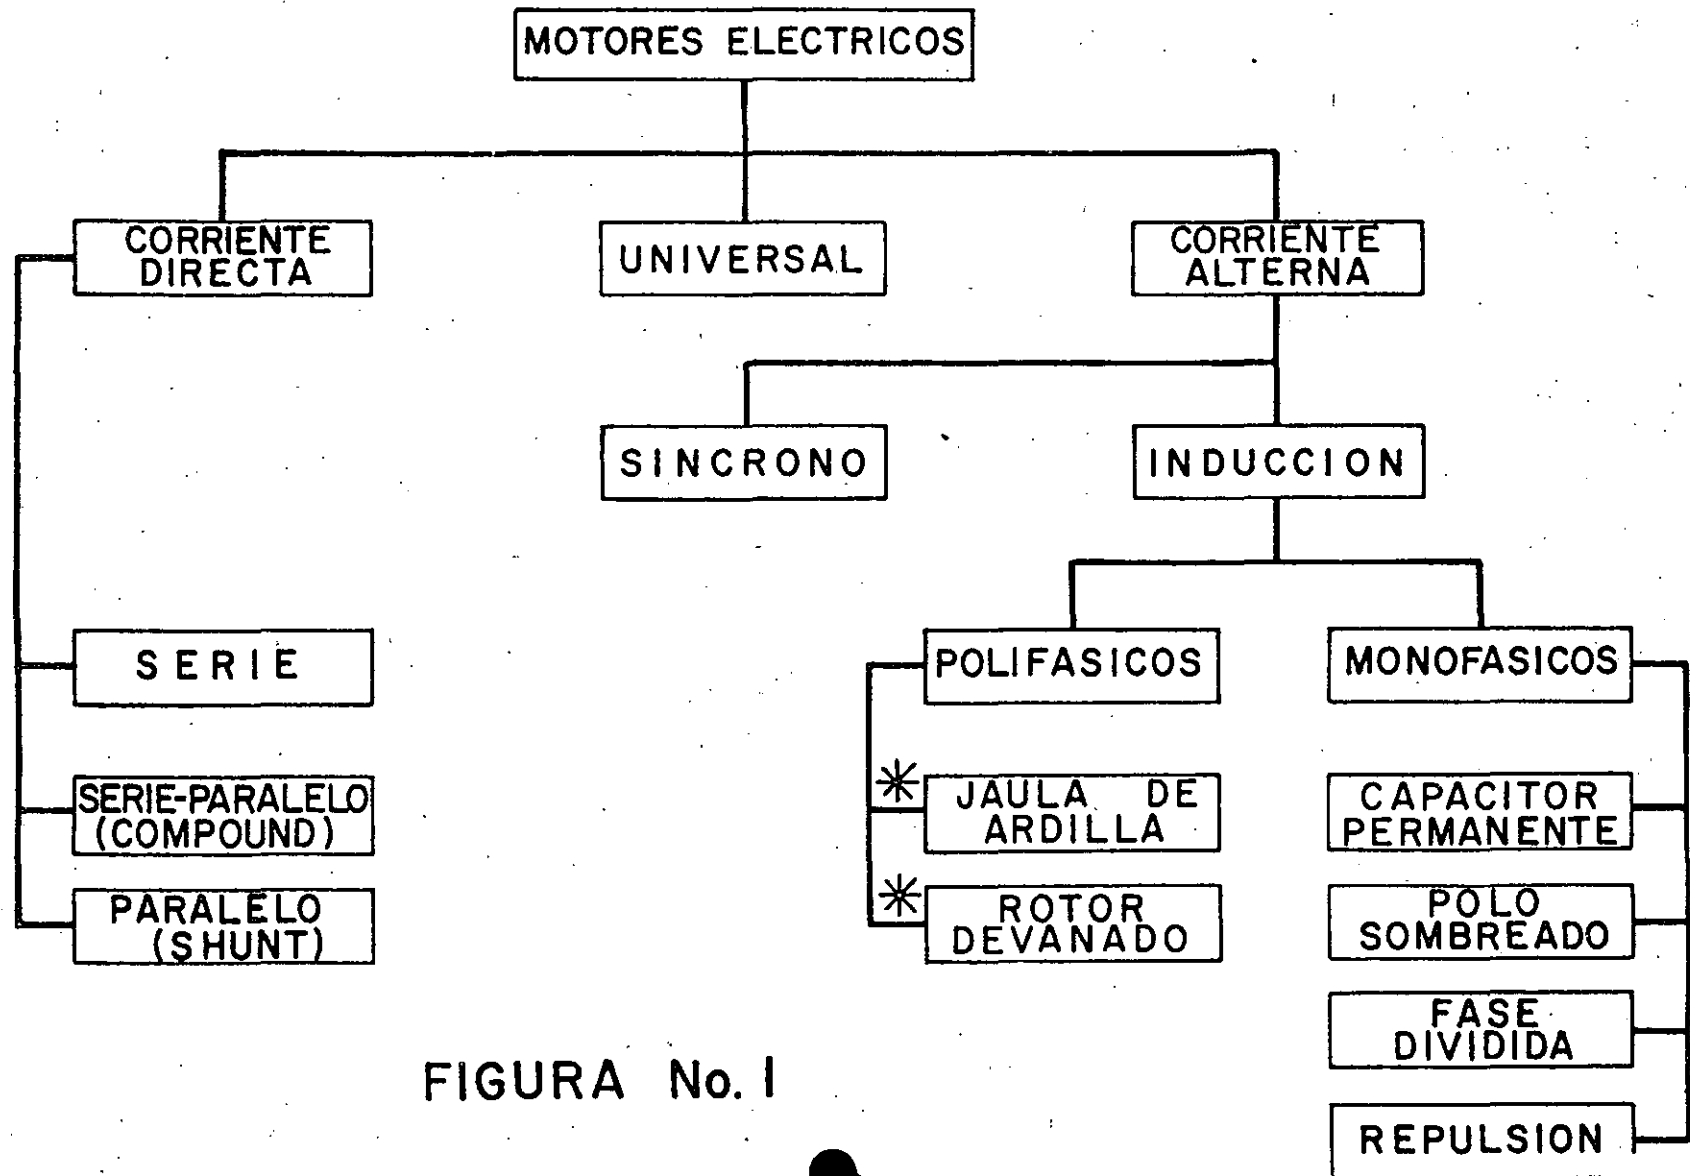 MOTORES ELECTRICOS
CORRIENTE
DIRECTA
UNIVERSAL
CORRIENTE
ALTERNA
SINCRONO
INDUCCION
SERIE
POLIFASICOS
MONOFASICOS
SERIE-PARALELO
(COMPOUND)
* JAULA DE
ARDILLA
CAPACITOR
PERMANENTE
PARALELO
(SHUNT)
* ROTOR
DEVANADO
POLO
SOMBREADO
FASE
DIVIDIDA
REPULSION
FIGURA No. 1